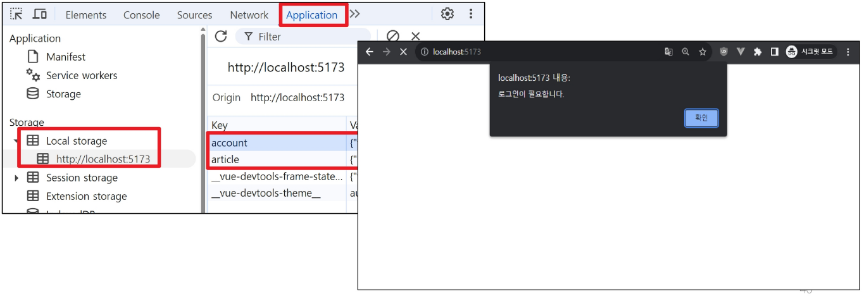 Elements Console Sources Network Application
Application
Manifest
Service workers
Storage
Storage
Local storage
http://localhost:5173
Session storage
Extension storage
Filter
http://localhost:5173
Origin http://localhost:5173
Key
account {"
article {"
__vue-devtools-frame-state... {"
__vue-devtools-theme__ au
localhost:5173
시크릿 모드
localhost:5173 내용:
로그인이 필요합니다.
확인